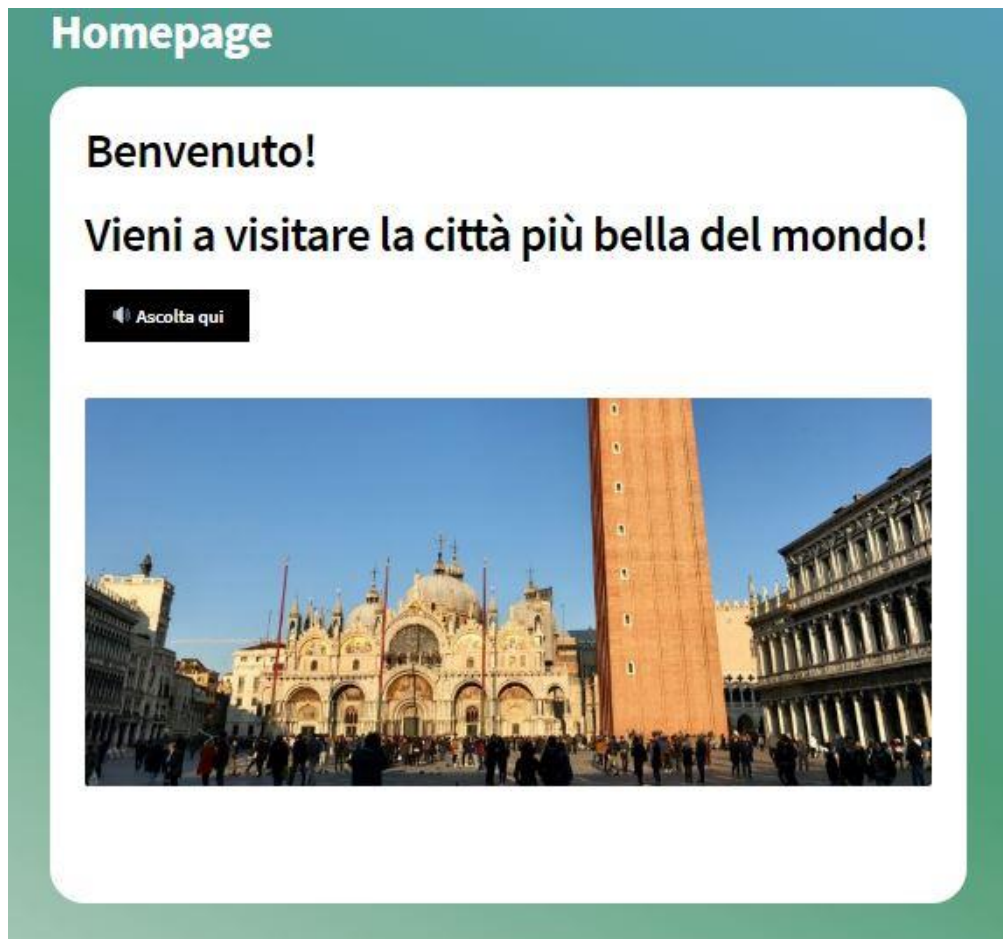 Homepage
Benvenuto!
Vieni a visitare la città più bella del mondo!
Ascolta qui